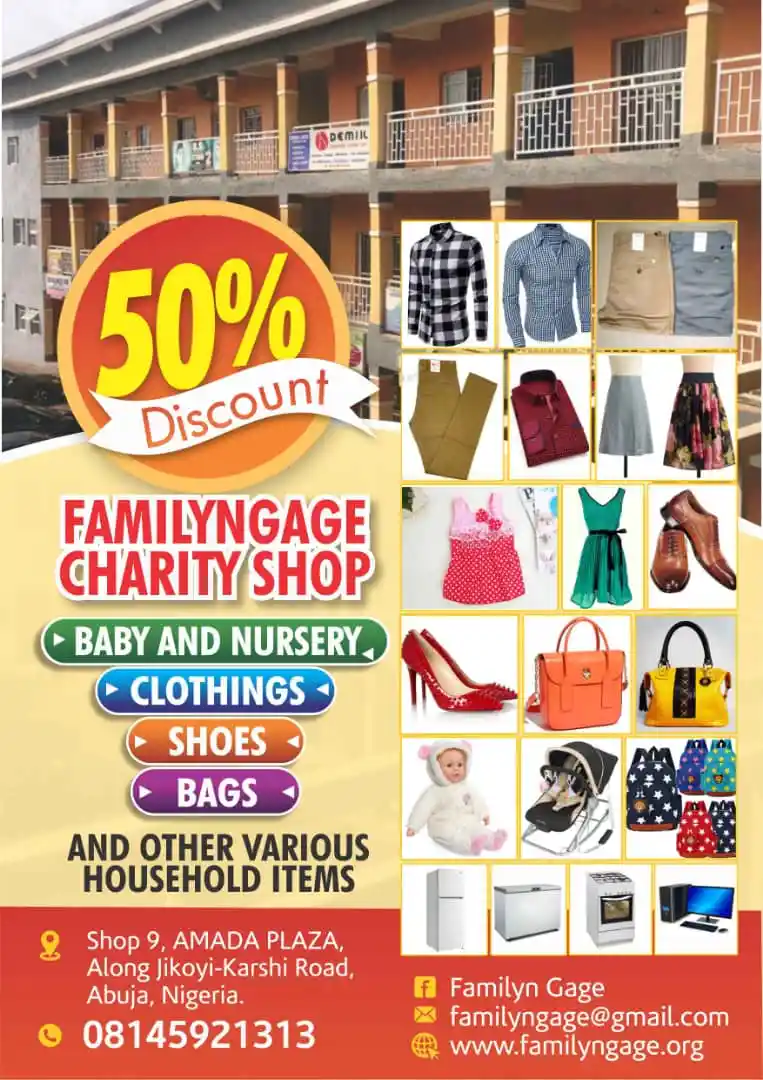 DEMIL
50%
Discount
FAMILYNGAGE
CHARITY SHOP
BABY AND NURSERY
CLOTHINGS
SHOES
BAGS
AND OTHER VARIOUS
HOUSEHOLD ITEMS
Shop 9, AMADA PLAZA,
Along Jikoyi-Karshi Road,
Abuja, Nigeria.
08145921313
Familyn Gage
familyngage@gmail.com
www.familyngage.org